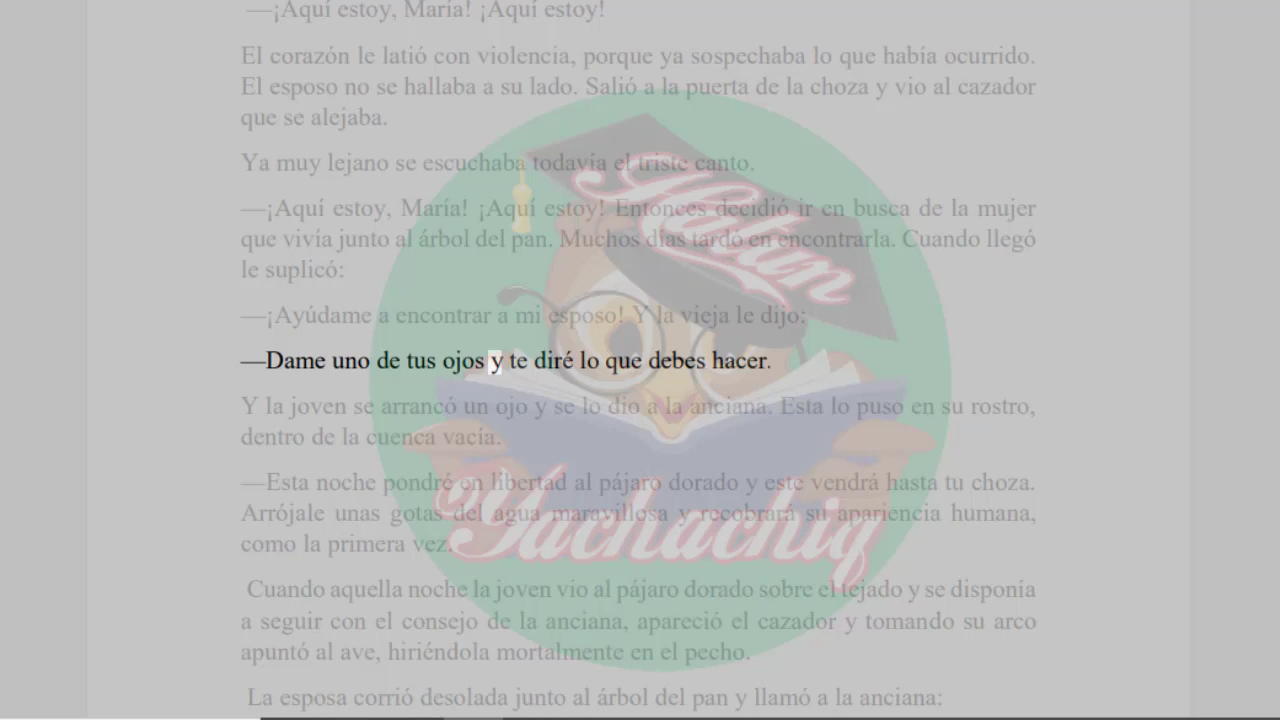 —¡Aquí estoy, María! ¡Aquí estoy!
El corazón le latió con violencia, porque ya sospechaba lo que había ocurrido.
El esposo no se hallaba a su lado. Salió a la puerta de la choza y vio al cazador
que se alejaba.
Ya muy lejano se escuchaba todavía el triste canto.
—¡Aquí estoy, María! ¡Aquí estoy! Entonces decidió ir en busca de la mujer
que vivía junto al árbol del pan. Muchos días tardó en encontrarla. Cuando llegó
le suplicó:
—¡Ayúdame a encontrar a mi esposo! Y la vieja le dijo:
—Dame uno de tus ojos y te diré lo que debes hacer.
Y la joven se arrancó un ojo y se lo dio a la anciana. Esta lo puso en su rostro,
dentro de la cuenca vacía.
—Esta noche pondré en libertad al pájaro dorado y este vendrá hasta tu choza.
Arrójale unas gotas del agua maravillosa y recobrará su apariencia humana,
como la primera vez.
Cuando aquella noche la joven vio al pájaro dorado sobre el tejado y se disponía
a seguir con el consejo de la anciana, apareció el cazador y tomando su arco
apuntó al ave, hiriéndola mortalmente en el pecho.
La esposa corrió desolada junto al árbol del pan y llamó a la anciana:
Hatun
Yachachiq